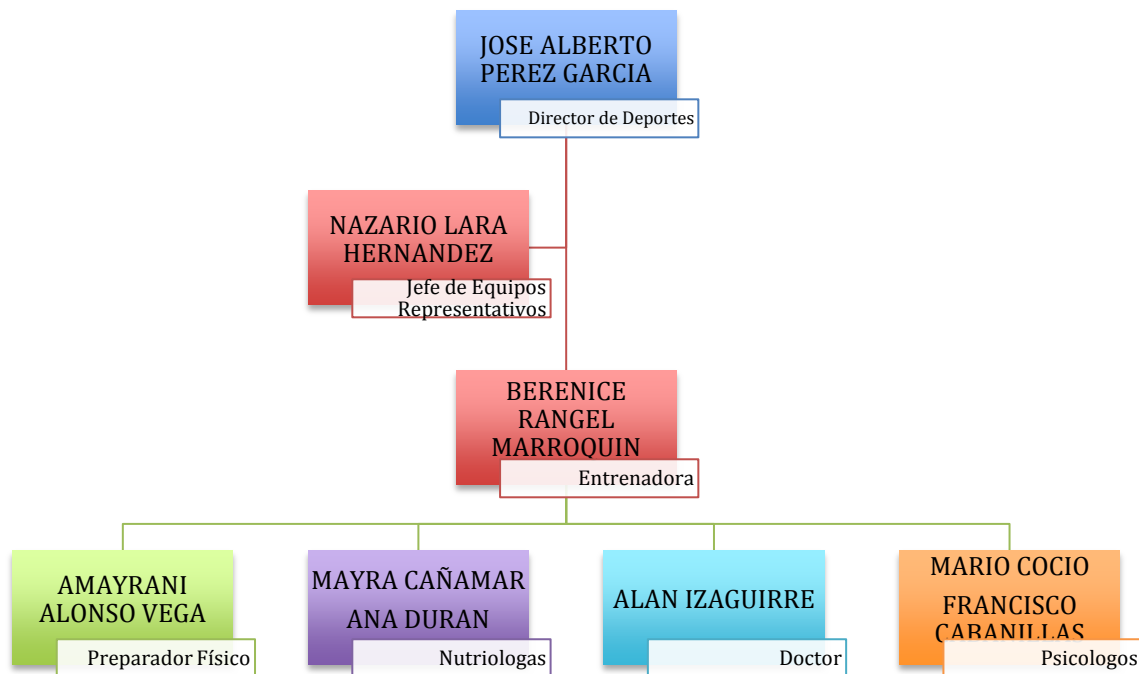 JOSE ALBERTO
PEREZ GARCIA
Director de Deportes
NAZARIO LARA
HERNANDEZ
Jefe de Equipos
Representativos
BERENICE
RANGEL
MARROQUIN
Entrenadora
AMAYRANI
ALONSO VEGA
Preparador Físico
MAYRA CAÑAMAR
ANA DURAN
Nutriologas
ALAN IZAGUIRRE
Doctor
MARIO COCIO
FRANCISCO
CABANILLAS
Psicologos